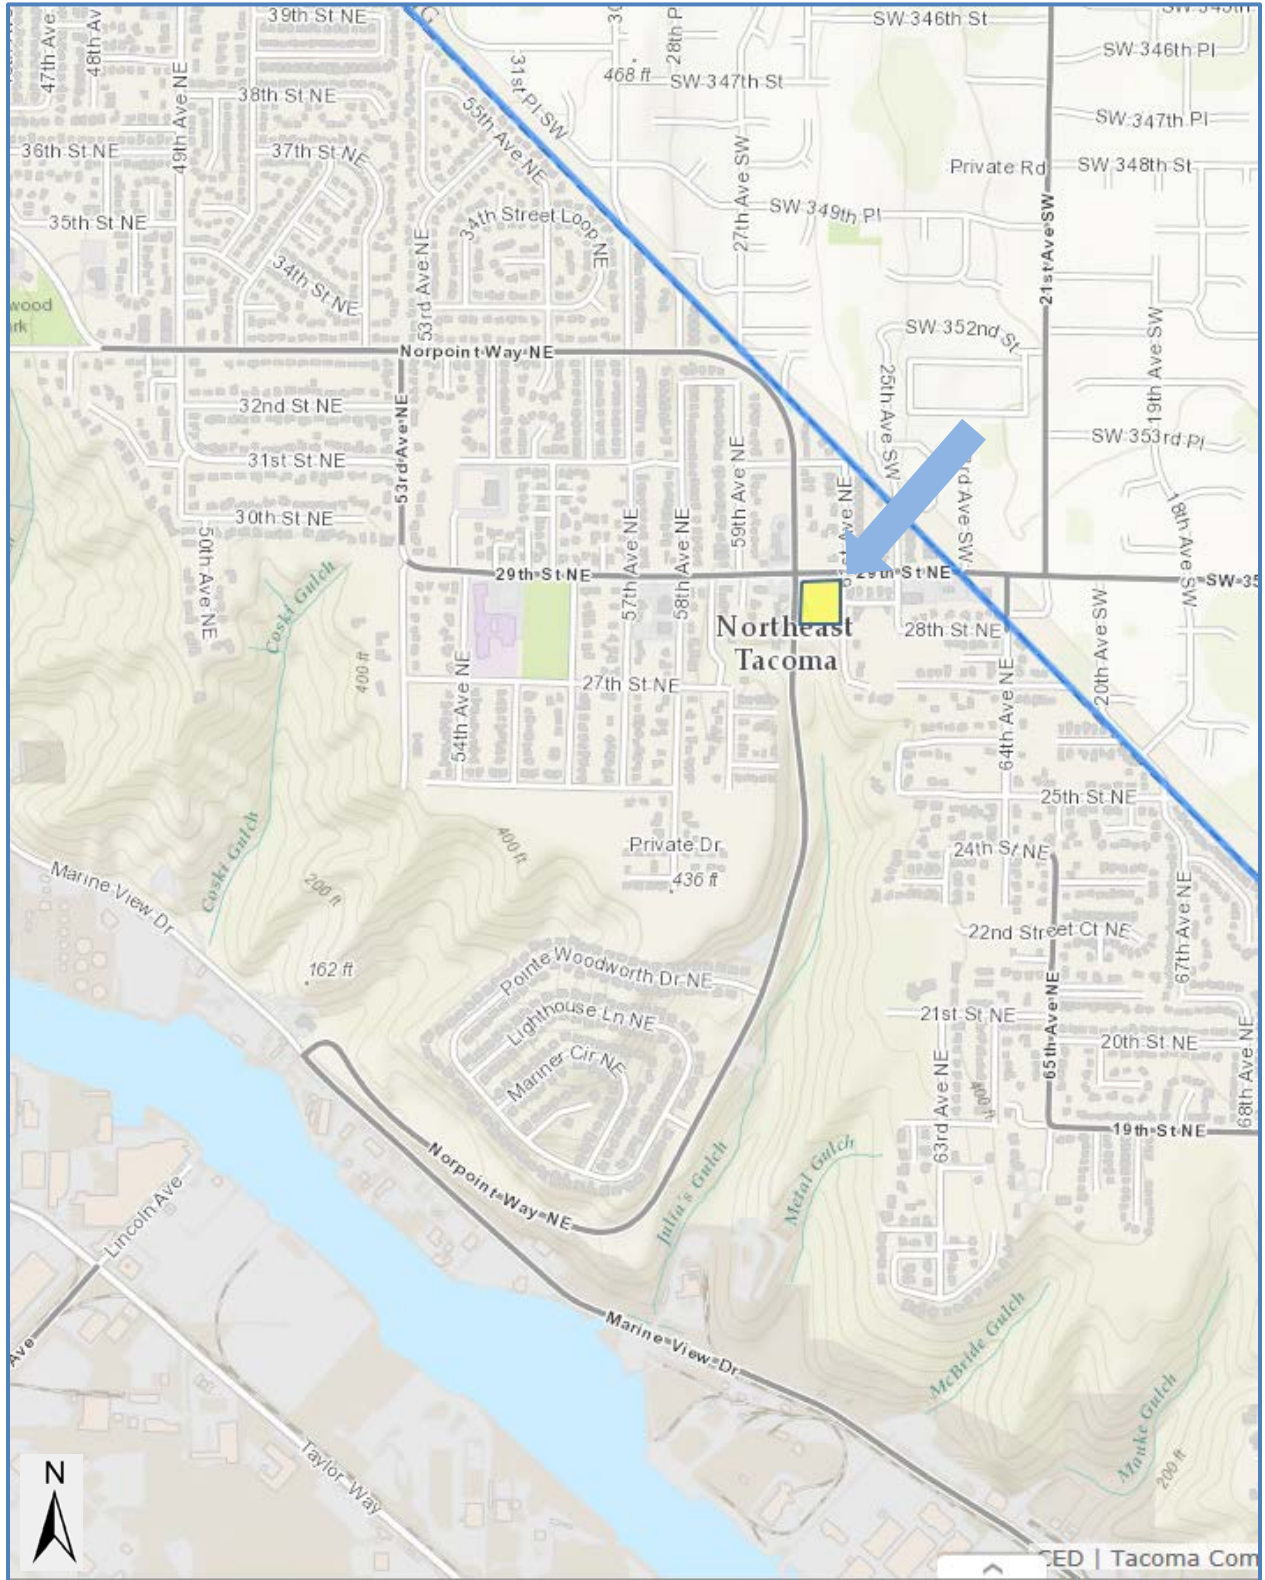 39th St NE
SW 346th St
47th Ave
48th Av
31st Pl SW
28th P
SW 346th Pl
468 ft
SW 347th St
38th St NE
49th Ave NE
55th Ave NE
SW 347th Pl
36th St NE
37th St NE
27th Ave SW
Private Rd
SW 348th St
35th St NE
34th Street Loop NE
SW 349th Pl
53rd Ave NE
34th St NE
21st Ave SW
wood
SW 352nd St
19th Ave SW
Norpoint Way NE
25th Ave SW
32nd St NE
53rd Ave NE
SW 353rd Pl
31st St NE
59th Ave NE
rd Ave SW
18th Ave SW
30th St NE
50th Ave NE
57th Ave NE
58th Ave NE
st Ave NE
29th St NE
29th St NE
SW 35
Coski Gulch
Northeast
Tacoma
28th St NE
20th Ave SW
400 ft
54th Ave NE
27th St NE
64th Ave NE
25th St NE
Private Dr
400 ft
24th St NE
Marine View Dr
Coski Gulch
200 ft
436 ft
67th Ave NE
22nd Street Ct NE
162 ft
Pointe Woodworth Dr NE
65th Ave NE
Lighthouse Ln NE
21st St NE
20th St NE
68th Ave NE
Mariner Cir NE
63rd Ave NE
400 ft
19th St NE
Norpoint Way NE
Julia's Gulch
Metal Gulch
Lincoln Ave
Marine View Dr
McBride Gulch
Ave
Mauke Gulch
200 ft
Taylor Way
N
CED | Tacoma Com